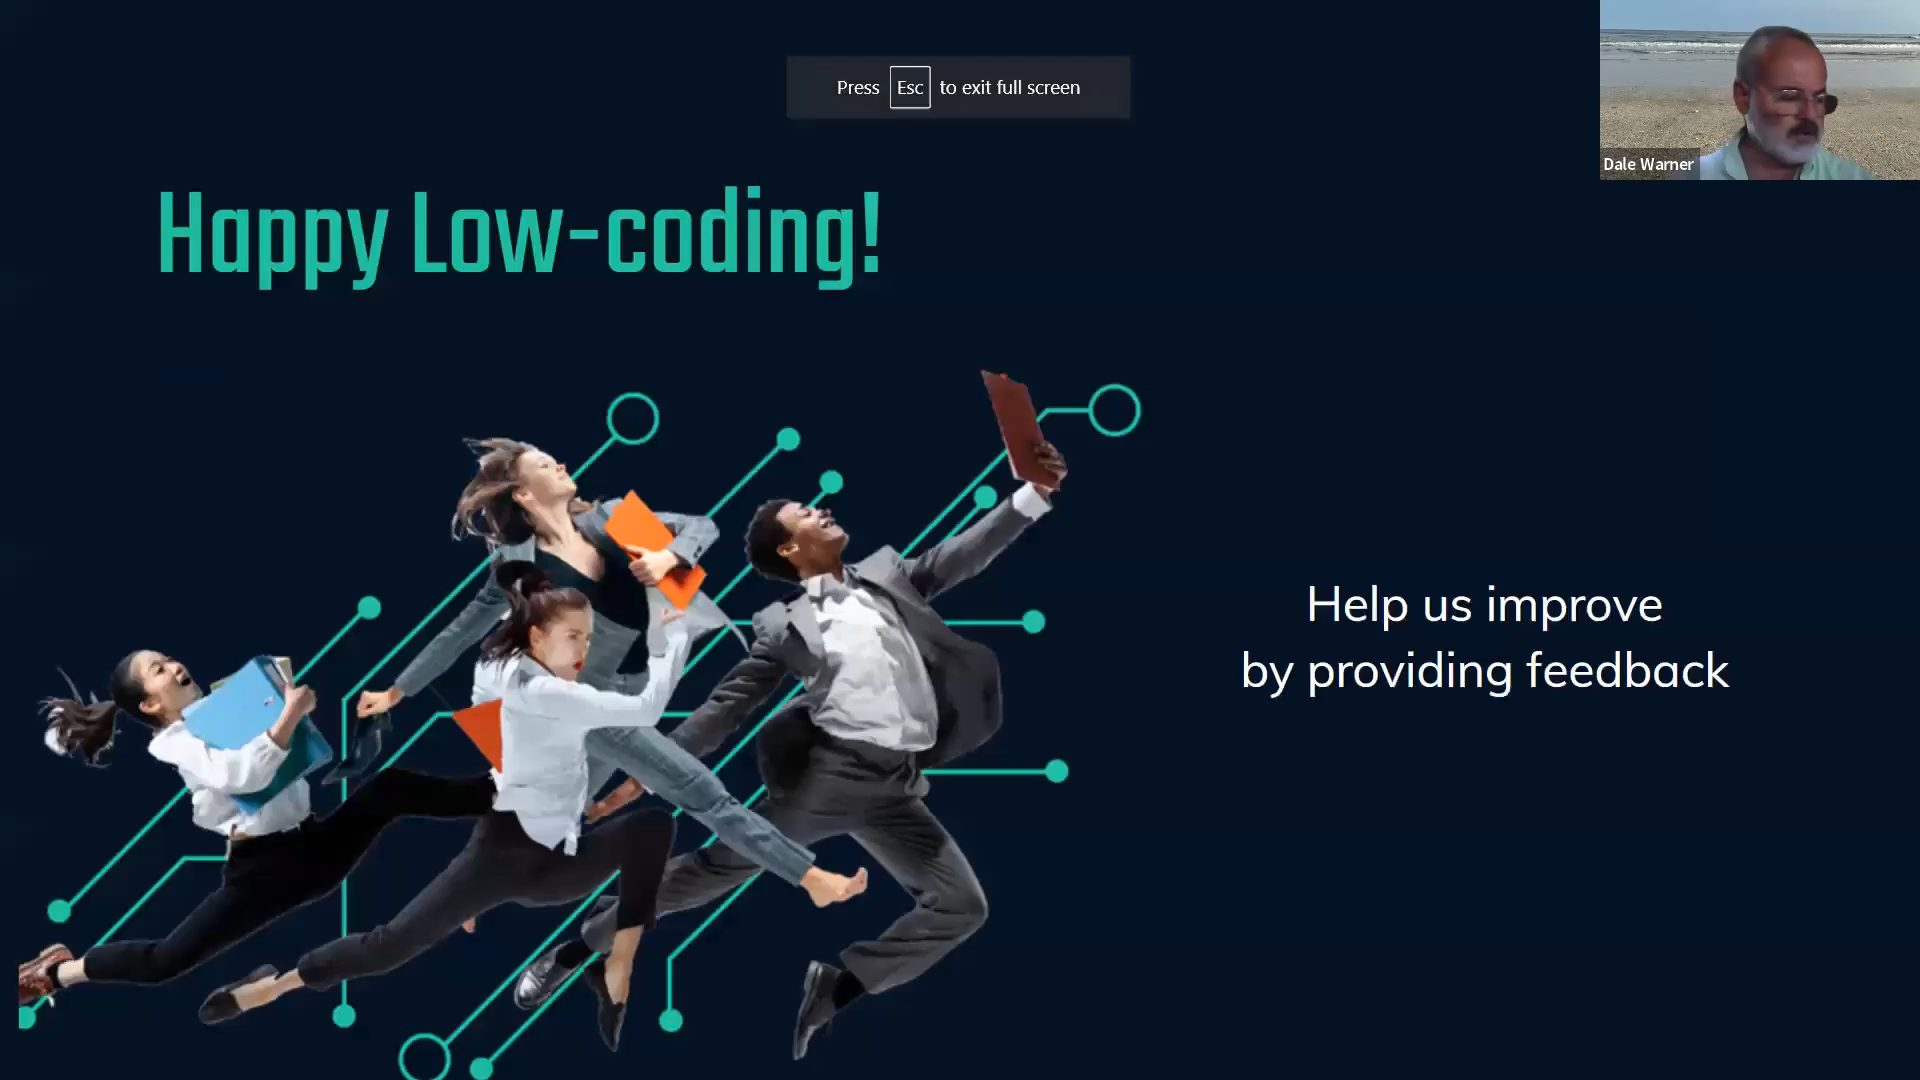 Press Esc to exit full screen
Dale Warner
Happy Low-coding!
Help us improve
by providing feedback